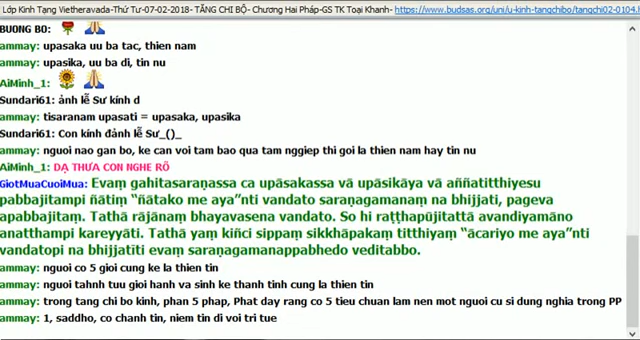 Lớp Kinh Tạng Vietheravada-Thứ Tư-07-02-2018- TĂNG CHI BỘ- Chương Hai Pháp-GS TK Toại Khanh- https://www.budsas.org/uni/u-kinh-tangchibo/tangchi02-0104.h
BUONG BO:
ammay: upasaka uu ba tac, thien nam
ammay: upasika, uu ba di, tin nu
AiMinh_1:
Sundari61: ảnh lễ Sư kính d
ammay: tisaranam upasati = upasaka, upasika
Sundari61: Con kính đảnh lễ Sư_()_
ammay: nguoi nao gan bo, ke can voi tam bao qua tam nggiep thi goi la thien nam hay tin nu
AiMinh_1: DẠ THƯA CON NGHE RÕ
GiotMuaCuoiMua: Evaṃ gahitasaraṇassa ca upāsakassa vā upāsikāya vā aññatitthiyesu
pabbajitampi ñātiṃ “ñātako me aya”nti vandato saraṇagamanaṃ na bhijjati, pageva
apabbajitaṃ. Tathā rājānaṃ bhayavasena vandato. So hi raṭṭhapūjitattā avandiyamāno
anatthampi kareyyāti. Tathā yaṃ kiñci sippaṃ sikkhāpakaṃ titthiyaṃ “ācariyo me aya”nti
vandatopi na bhijjatīti evaṃ saraṇagamanappabhedo veditabbo.
ammay: nguoi co 5 gioi cung ke la thien tin
ammay: nguoi tahnh tuu gioi hanh va sinh ke thanh tinh cung la thien tin
ammay: trong tang chi bo kinh, phan 5 phap, Phat day rang co 5 tieu chuan lam nen mot nguoi cu si dung nghia trong PP
ammay: 1, saddho, co chanh tin, niem tin di voi tri tue